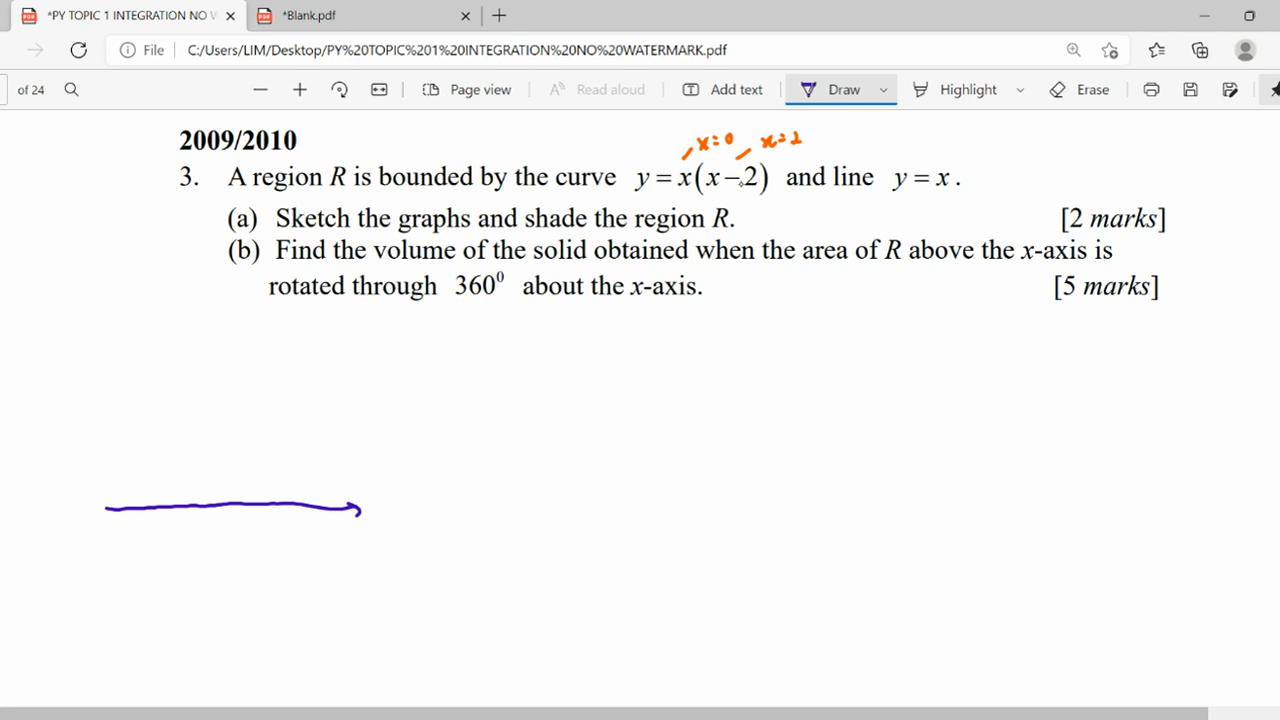 *PY TOPIC 1 INTEGRATION NO W
*Blank.pdf
File C:/Users/LIM/Desktop/PY%20TOPIC%201%20INTEGRATION%20NO%20WATERMARK.pdf
of 24 Page view Read aloud Add text Draw Highlight Erase
x=0 x=2
2009/2010
3. A region R is bounded by the curve y = x(x−2) and line y = x.
(a) Sketch the graphs and shade the region R. [2 marks]
(b) Find the volume of the solid obtained when the area of R above the x-axis is
rotated through 360⁰ about the x-axis. [5 marks]